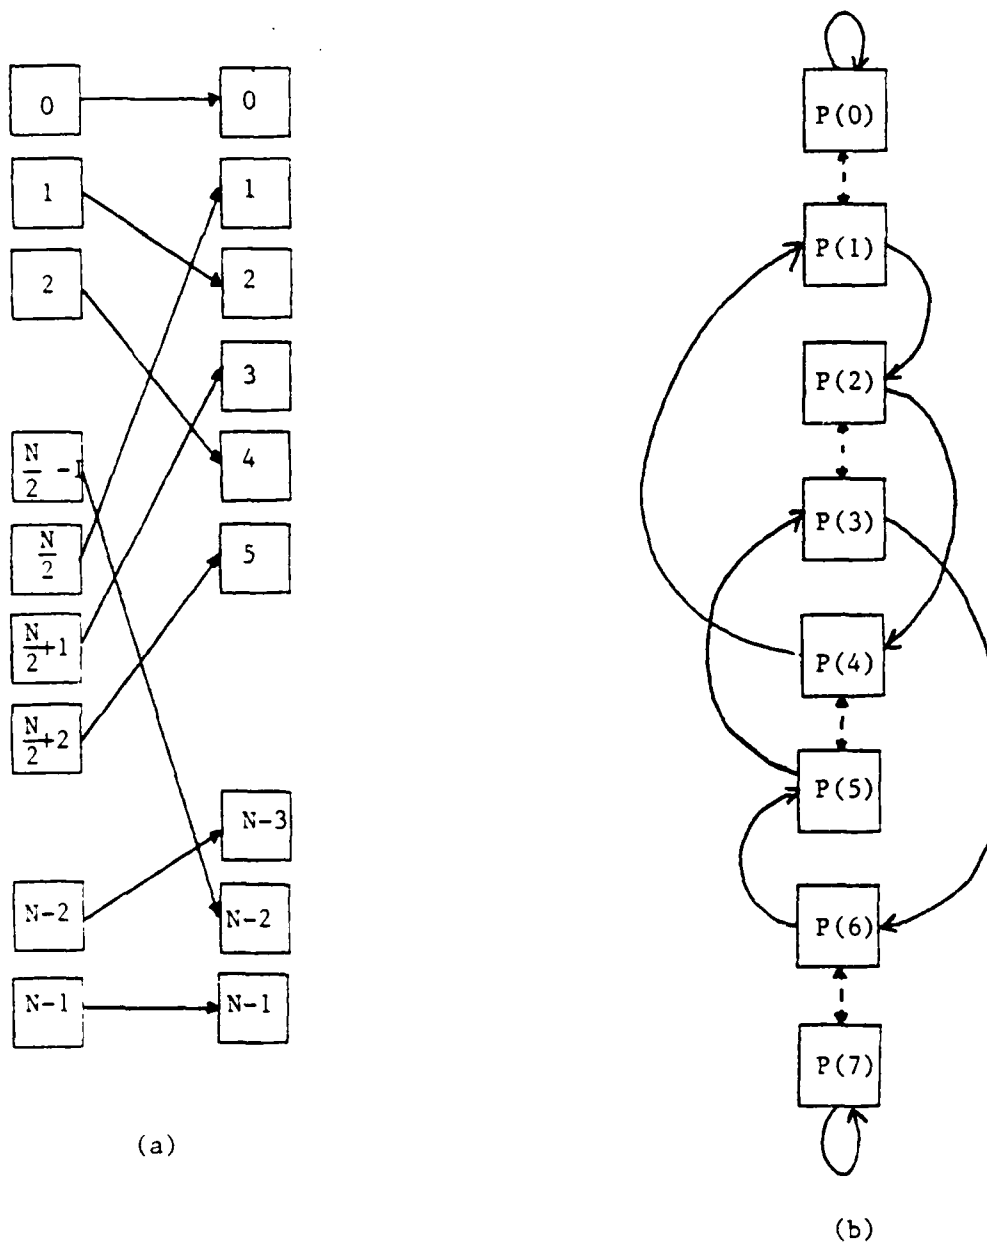 0
1
2
N/2 -1
N/2
N/2+1
N/2+2
N-2
N-1
0
1
2
3
4
5
N-3
N-2
N-1
(a)
P(0)
P(1)
P(2)
P(3)
P(4)
P(5)
P(6)
P(7)
(b)